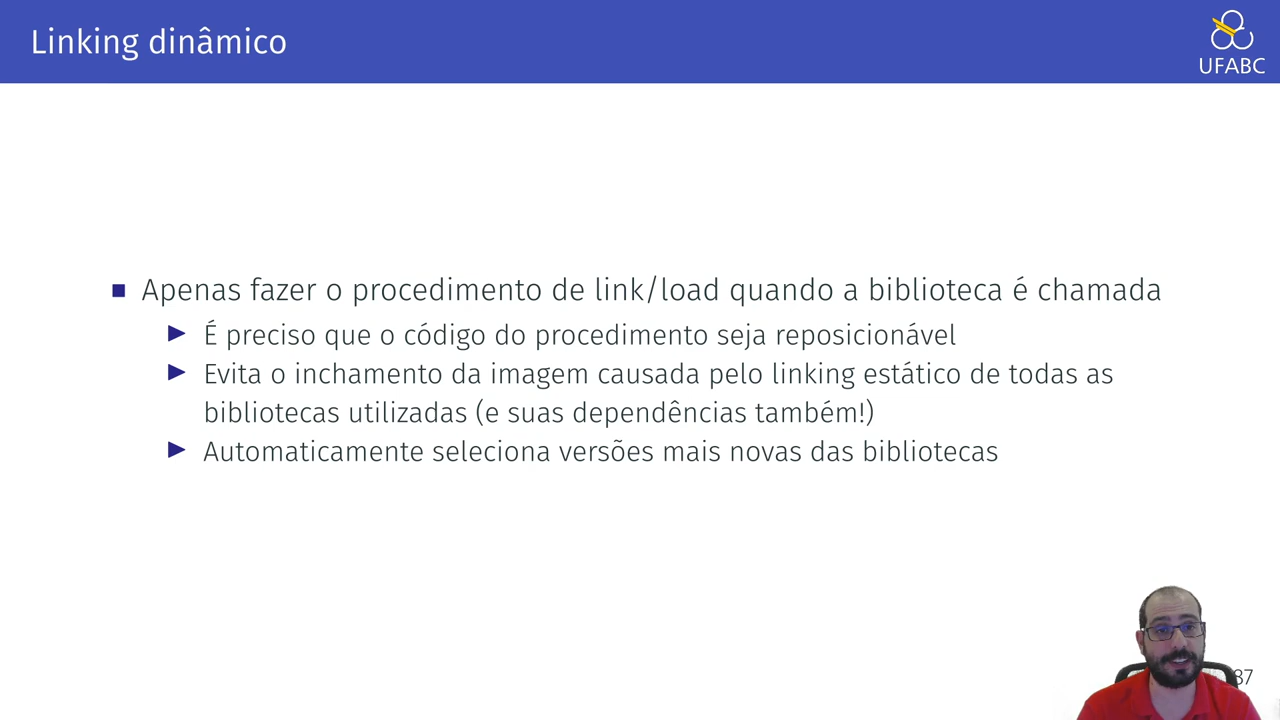 Linking dinâmico
UFABC
Apenas fazer o procedimento de link/load quando a biblioteca é chamada
É preciso que o código do procedimento seja reposicionável
Evita o inchamento da imagem causada pelo linking estático de todas as
bibliotecas utilizadas (e suas dependências também!)
Automaticamente seleciona versões mais novas das bibliotecas